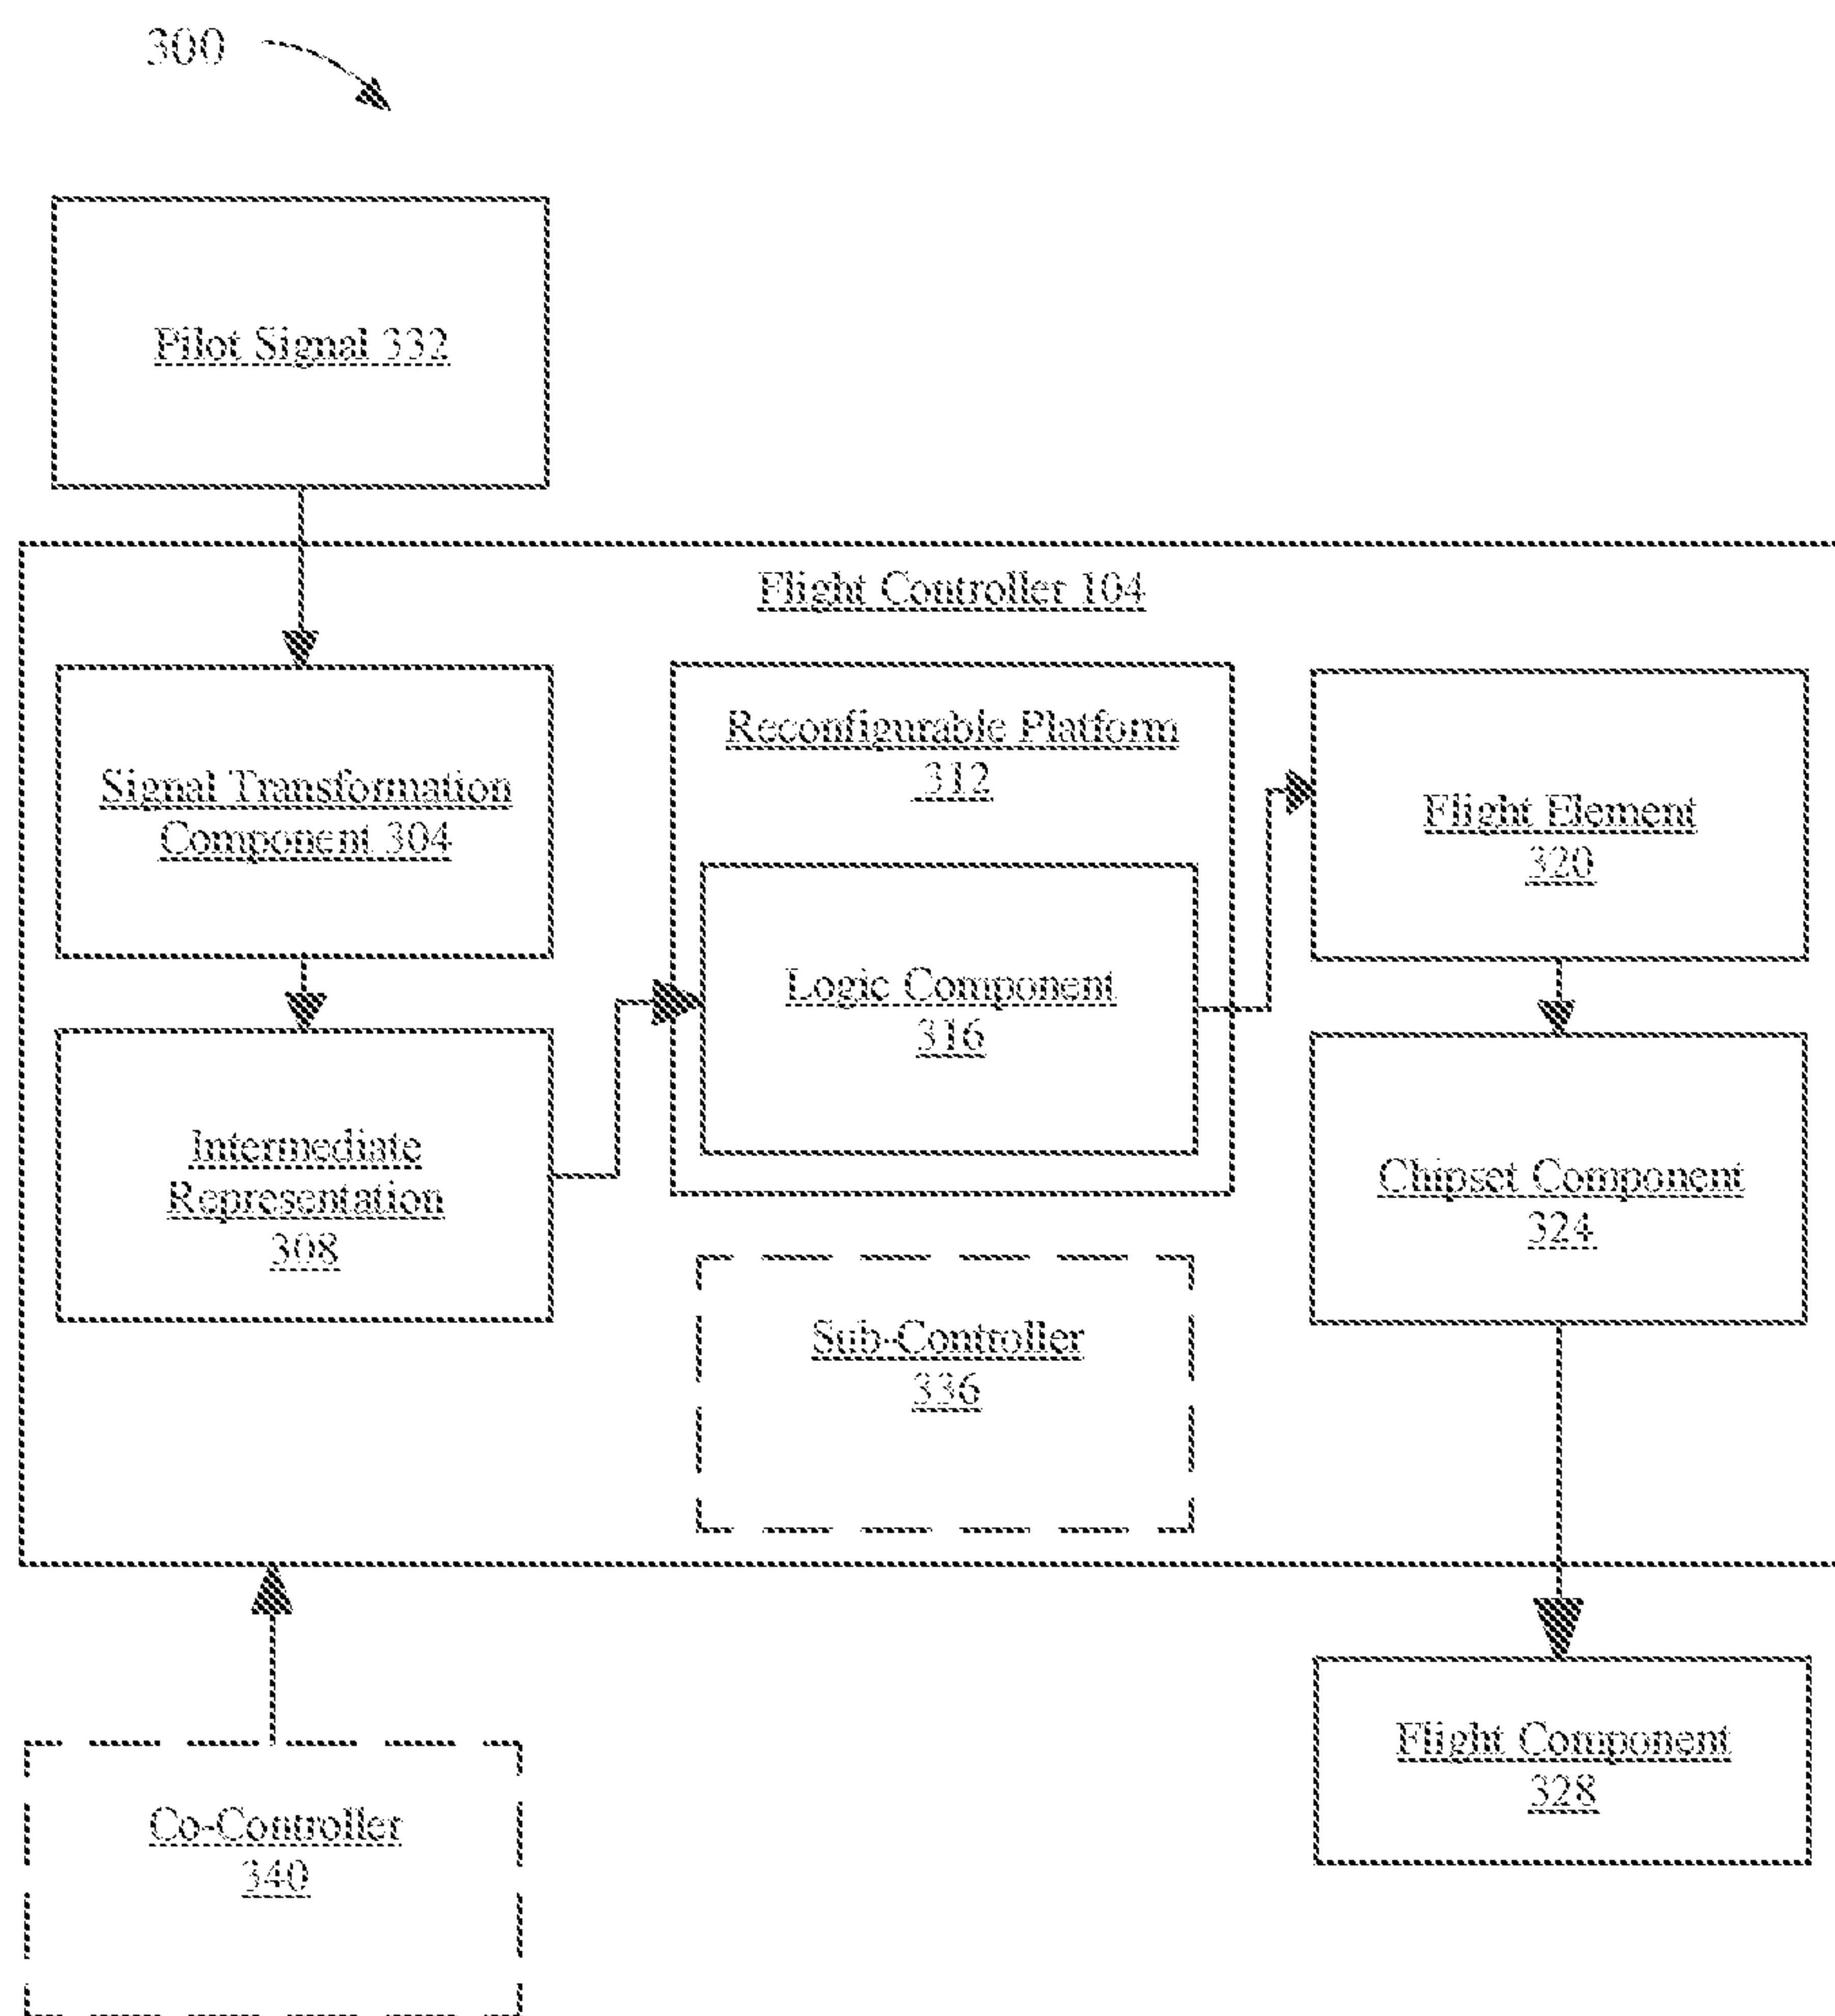 300
Pilot Signal 332
Flight Controller 104
Signal Transformation
Component 304
Intermediate
Representation
308
Reconfigurable Platform
312
Logic Component
316
Sub-Controller
336
Flight Element
320
Chipset Component
324
Co-Controller
340
Flight Component
328